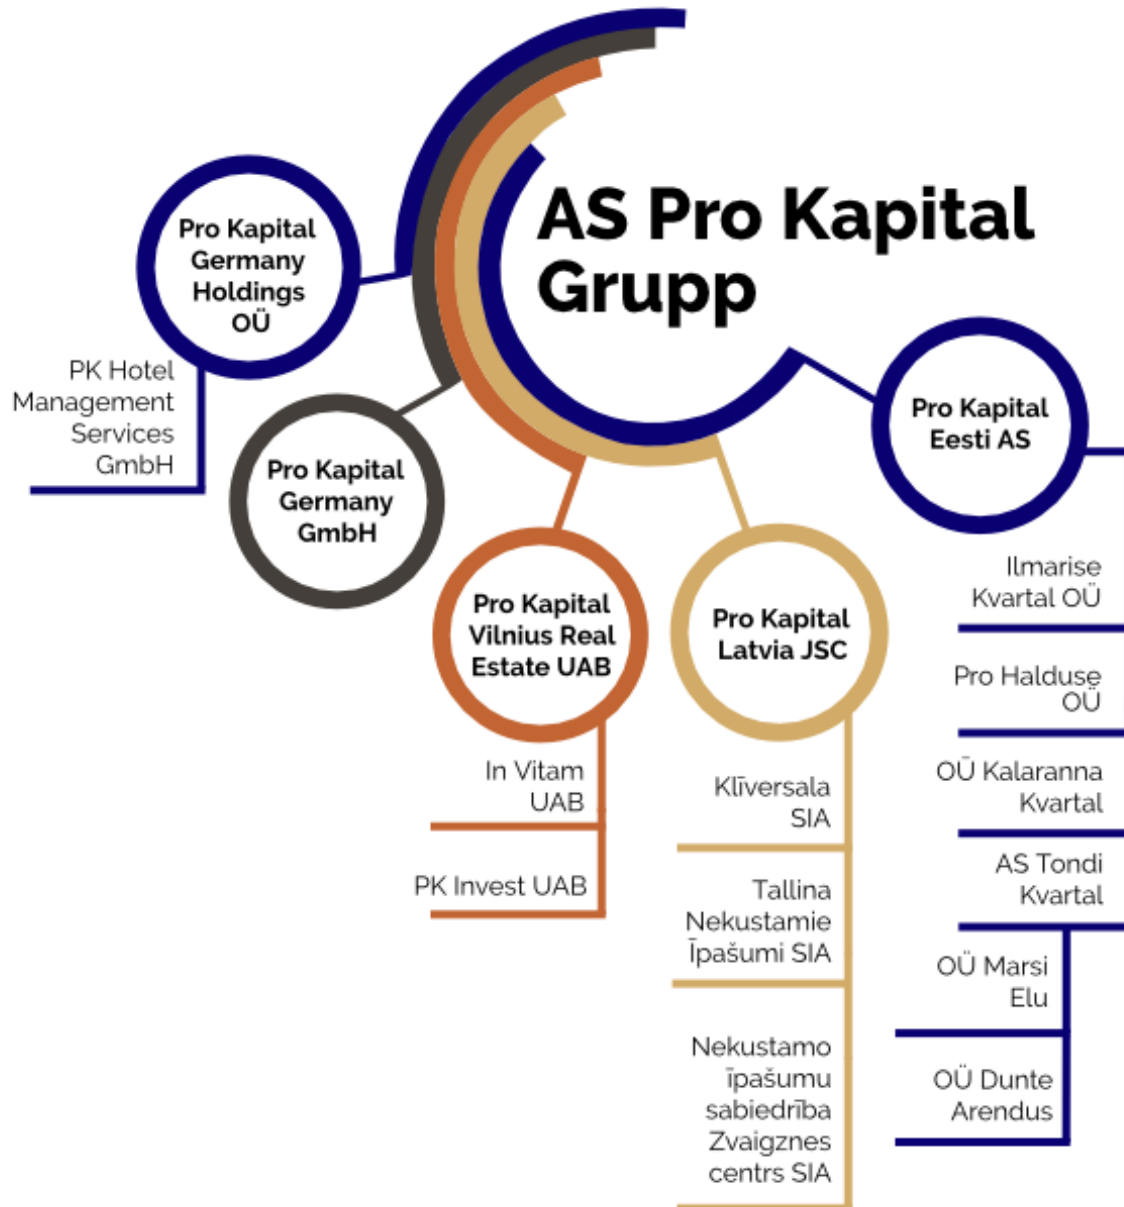 AS Pro Kapital
Grupp
Pro Kapital
Germany
Holdings
OÜ
PK Hotel
Management
Services
GmbH
Pro Kapital
Germany
GmbH
Pro Kapital
Vilnius Real
Estate UAB
In Vitam
UAB
PK Invest UAB
Pro Kapital
Latvia JSC
Klīversala
SIA
Tallina
Nekustamie
Īpašumi SIA
Nekustamo
īpašumu
sabiedrība
Zvaigznes
centrs SIA
Pro Kapital
Eesti AS
Ilmarise
Kvartal OÜ
Pro Halduse
OÜ
OÜ Kalaranna
Kvartal
AS Tondi
Kvartal
OÜ Marsi
Elu
OÜ Dunte
Arendus